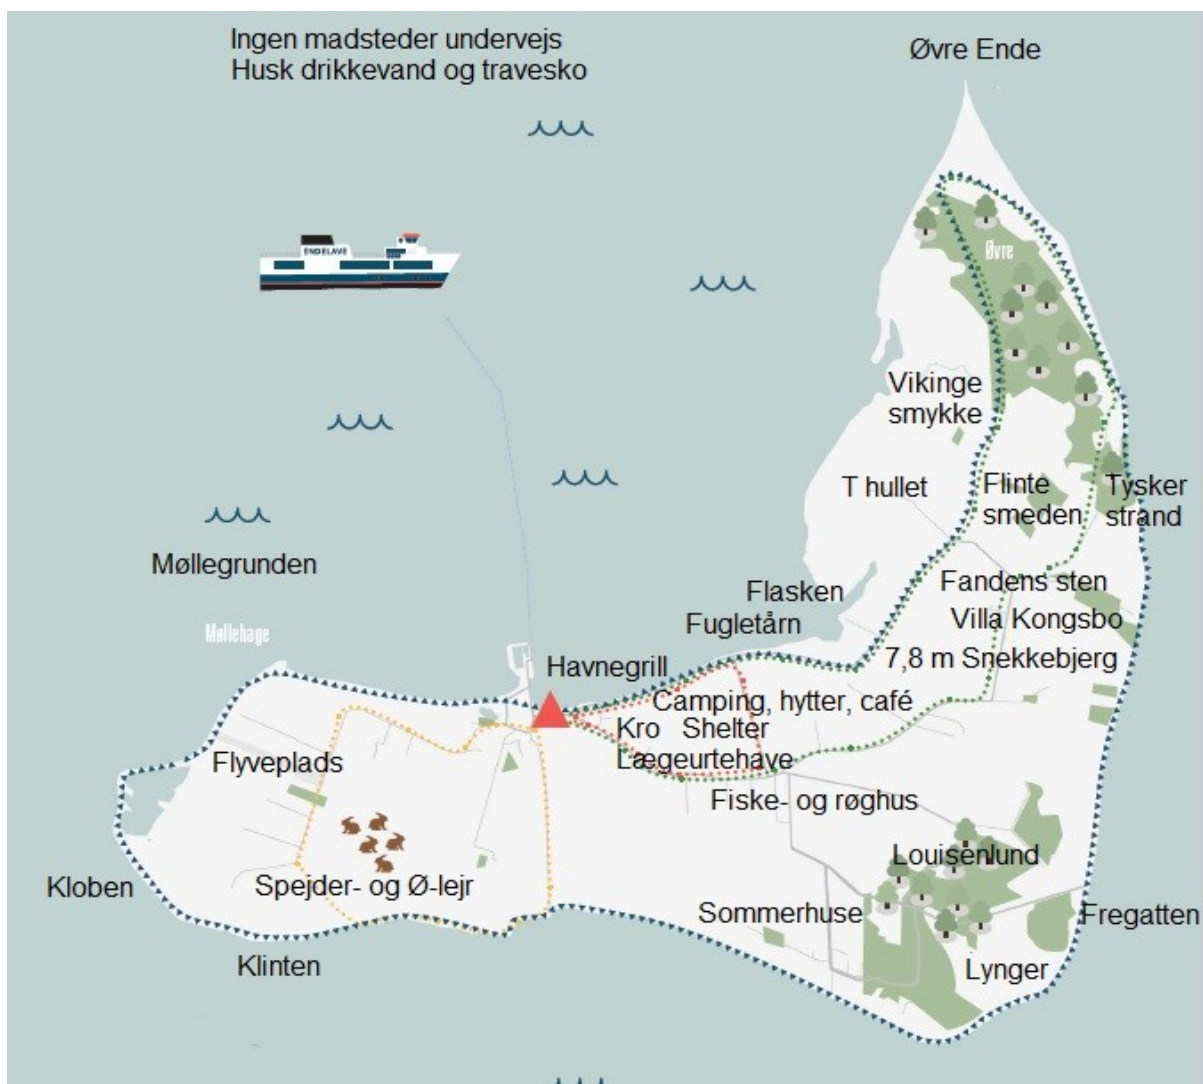 Ingen madsteder undervejs
Husk drikkevand og travesko
Øvre Ende
ENDELAVE
Øvre
Vikinge
smykke
T hullet
Flinte
smeden
Tysker
strand
Møllegrunden
Møllehage
Flasken
Fugletårn
Fandens sten
Villa Kongsbo
7,8 m Snekkebjerg
Havnegrill
Camping, hytter, café
Kro Shelter
Lægeurtehave
Flyveplads
Fiske- og røghus
Louisenlund
Kloben
Spejder- og Ø-lejr
Sommerhuse
Fregatten
Klinten
Lynger